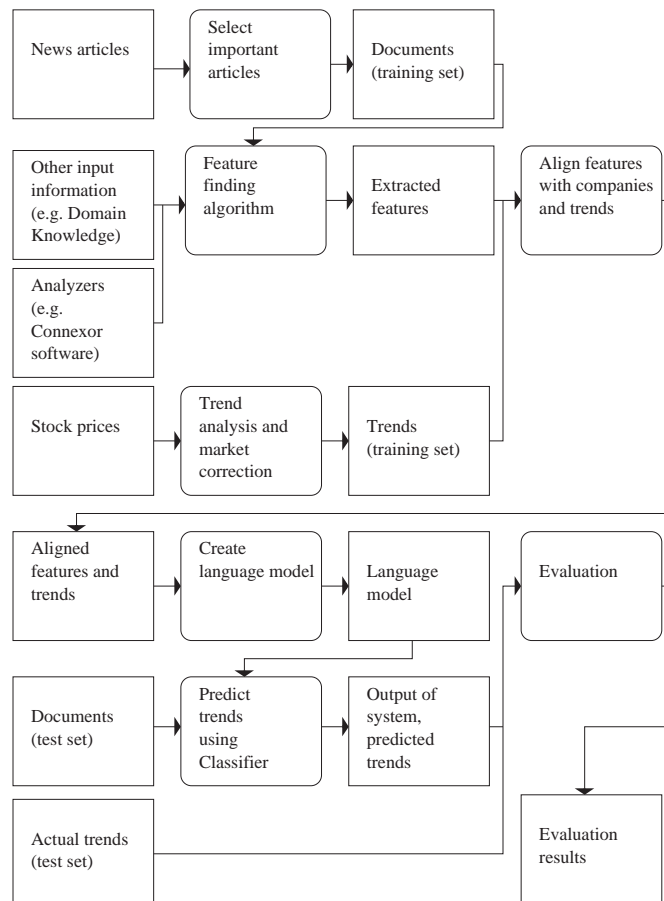 News articles
Select
important
articles
Documents
(training set)
Other input
information
(e.g. Domain
Knowledge)
Feature
finding
algorithm
Extracted
features
Align features
with companies
and trends
Analyzers
(e.g.
Connexor
software)
Stock prices
Trend
analysis and
market
correction
Trends
(training set)
Aligned
features and
trends
Create
language model
Language
model
Evaluation
Documents
(test set)
Predict
trends
using
Classifier
Output of
system,
predicted
trends
Actual trends
(test set)
Evaluation
results